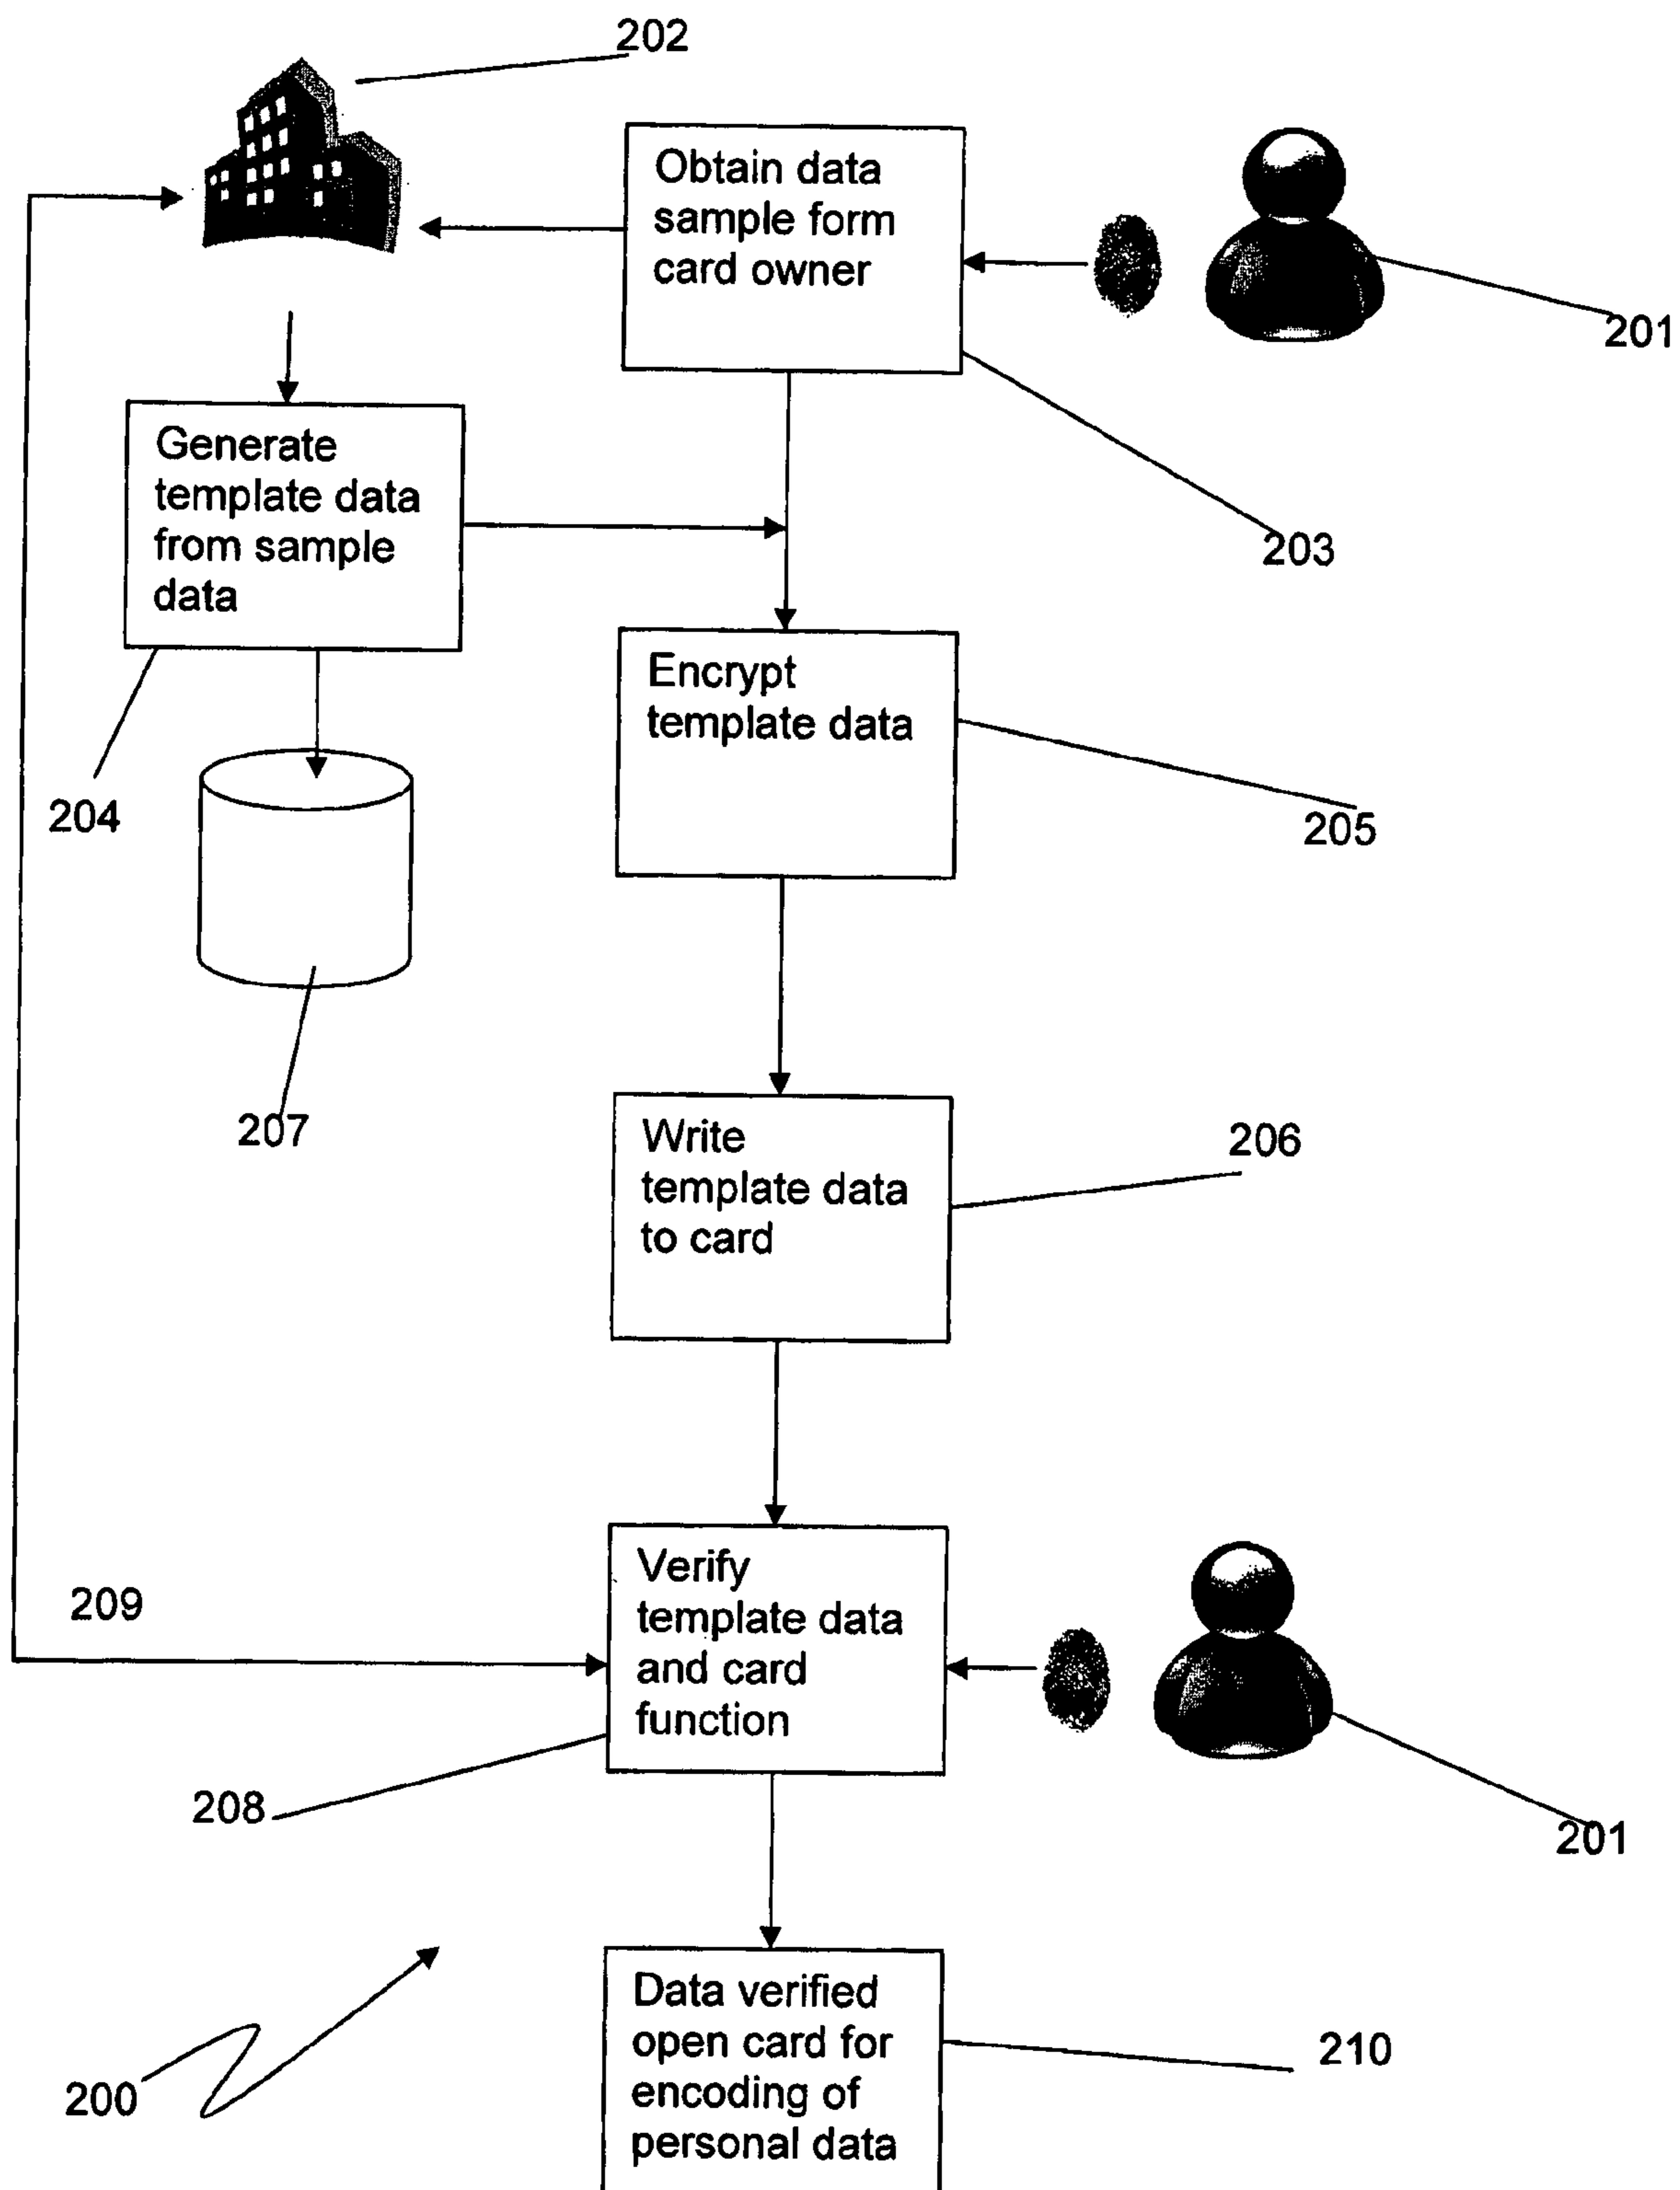 202
Obtain data
sample form
card owner
201
Generate
template data
from sample
data
203
Encrypt
template data
204
205
207
Write
template data
to card
206
Verify
template data
and card
function
209
208
201
Data verified
open card for
encoding of
personal data
210
200